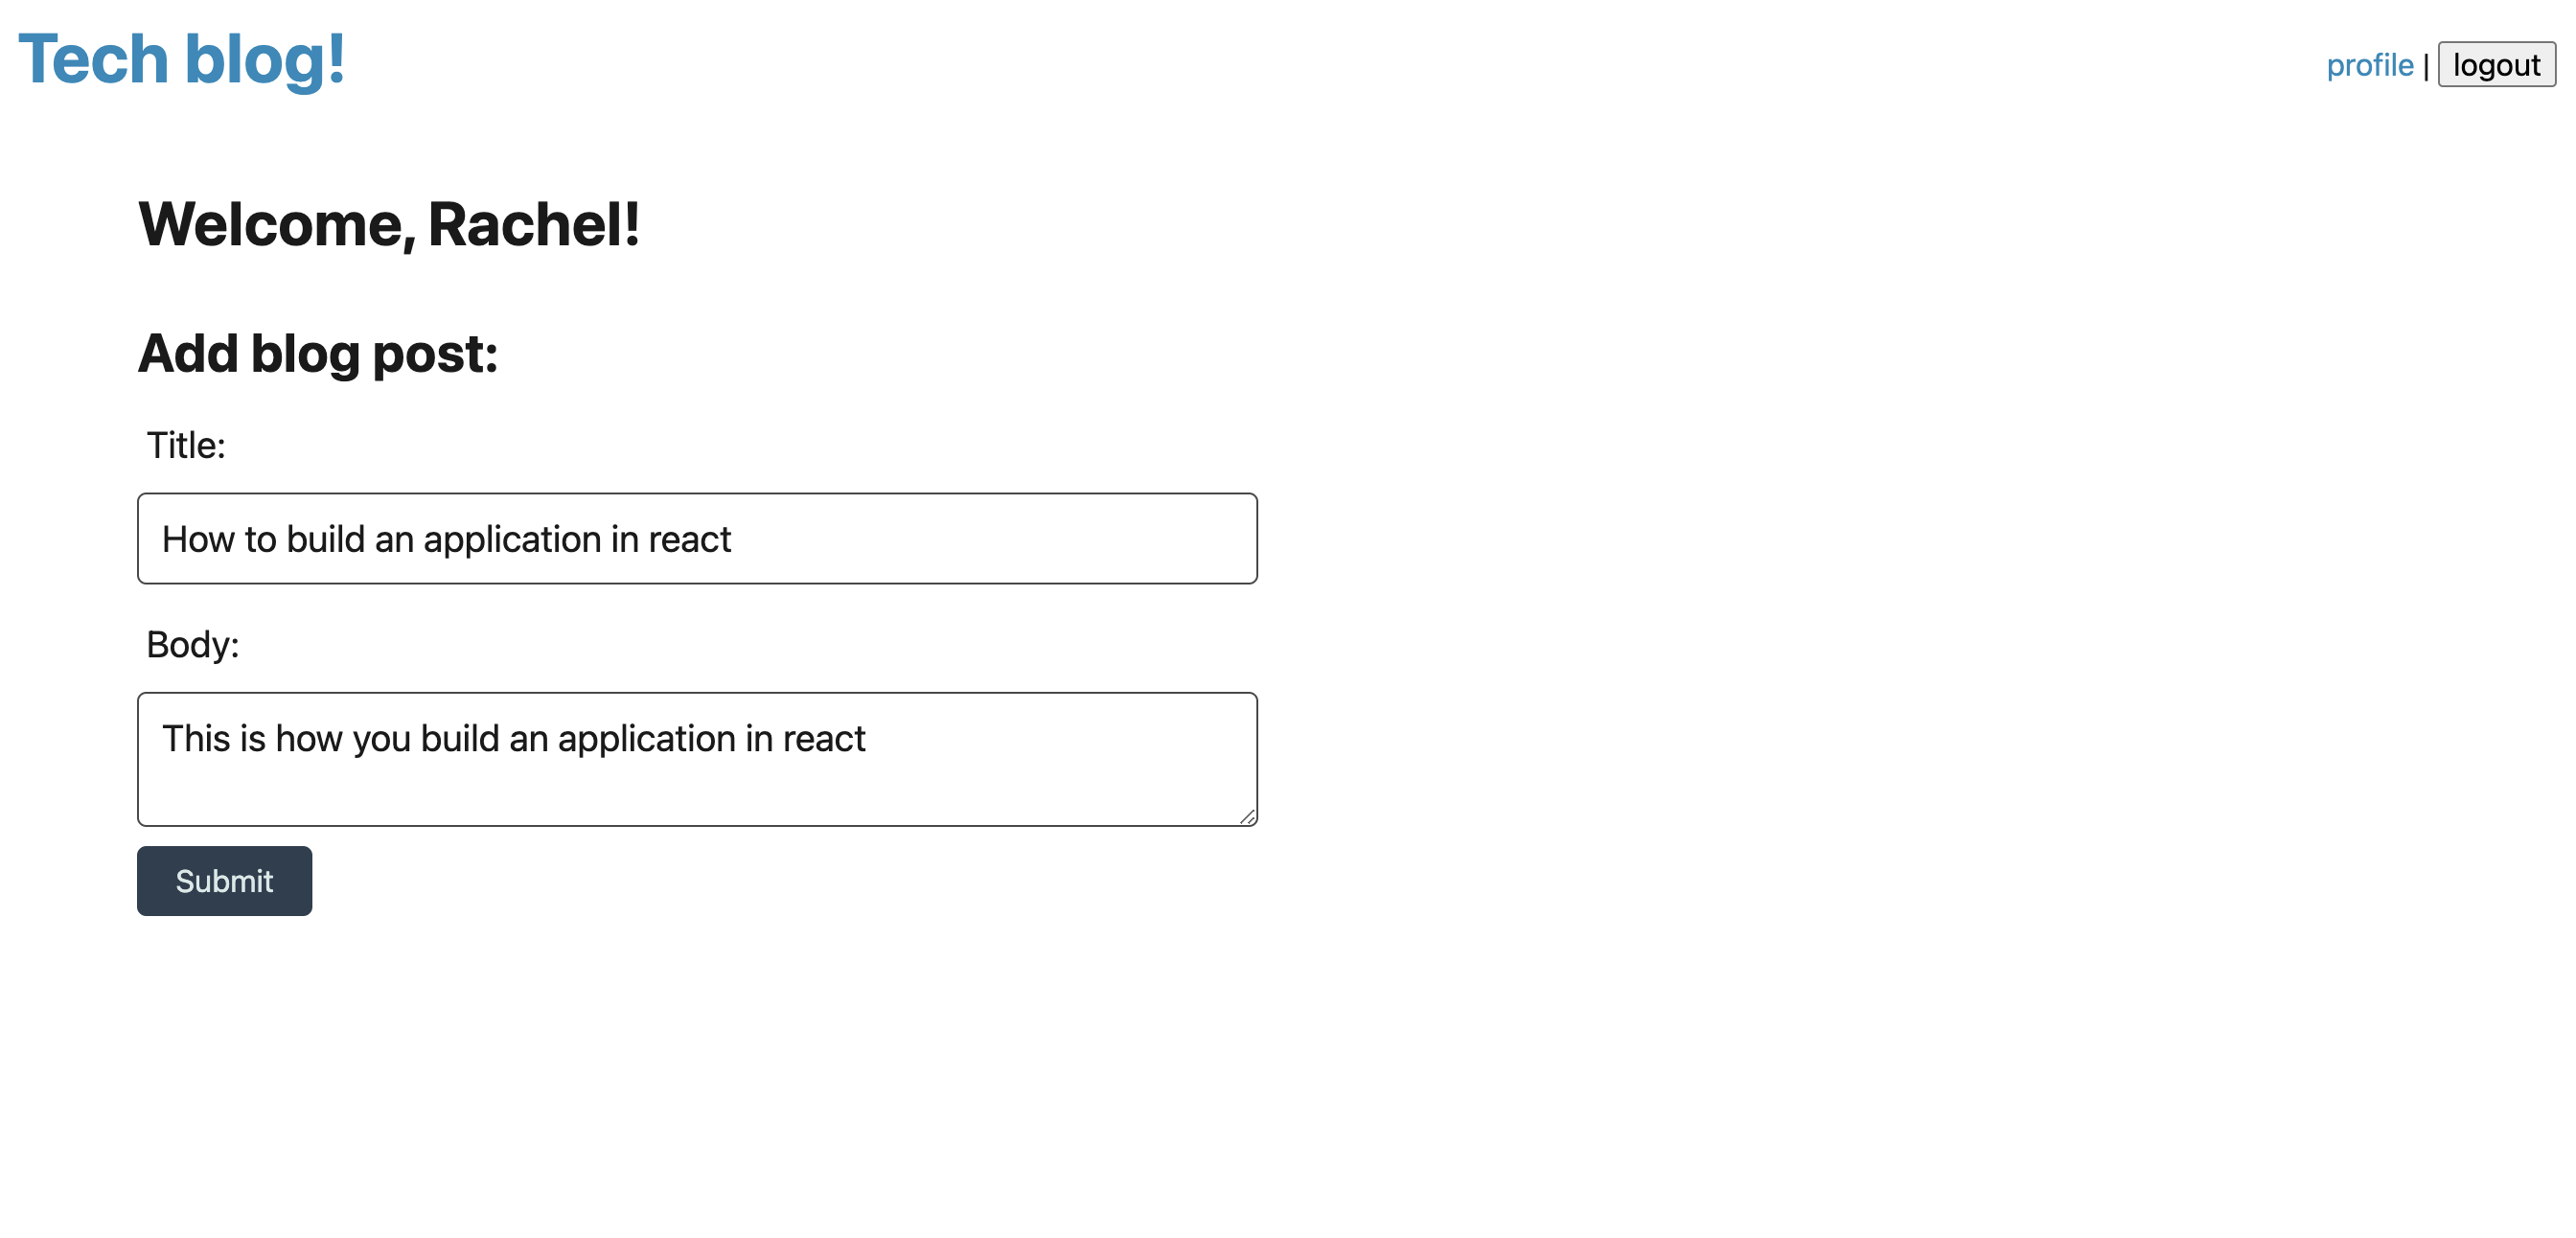 Tech blog!
profile | logout
Welcome, Rachel!
Add blog post:
Title:
How to build an application in react
Body:
This is how you build an application in react
Submit